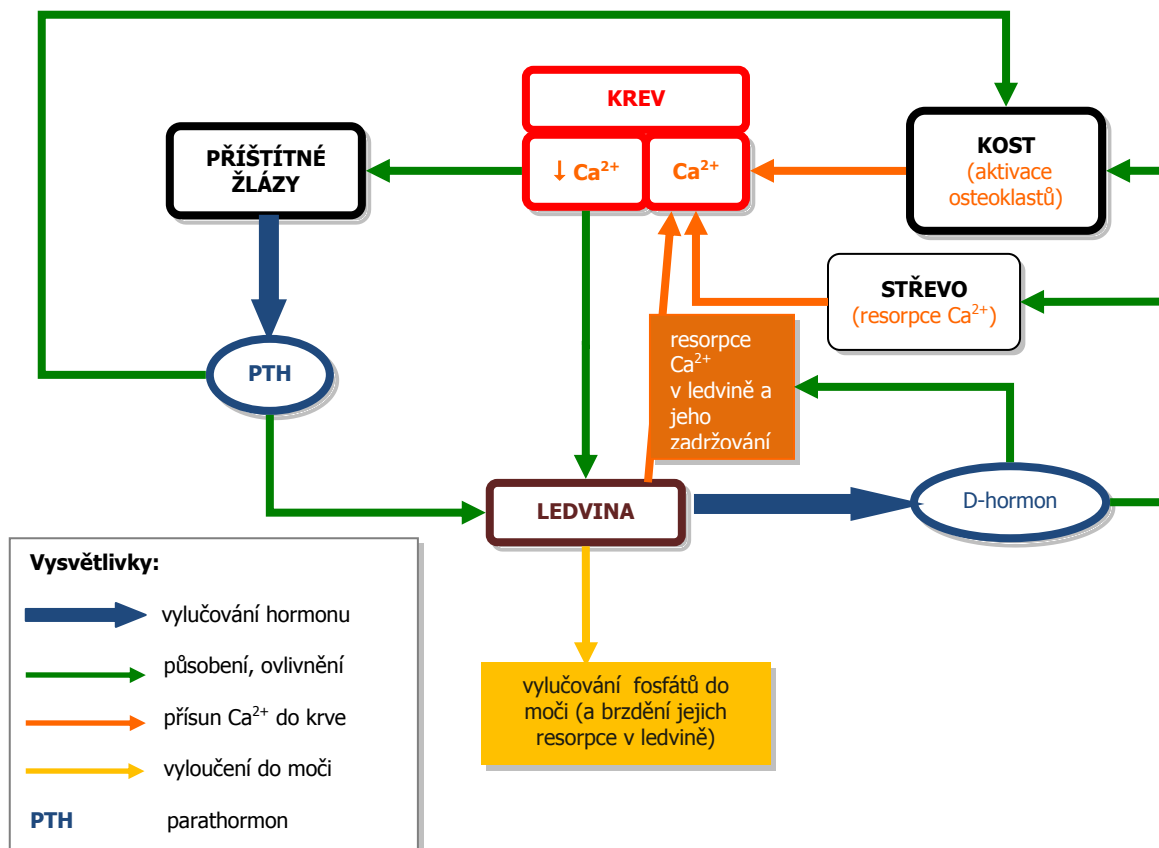 KREV
↓ Ca²⁺
Ca²⁺
PŘÍŠTÍTNÉ
ŽLÁZY
KOST
(aktivace
osteoklastů)
STŘEVO
(resorpce Ca²⁺)
resorpce
Ca²⁺
v ledvině a
jeho
zadržování
PTH
LEDVINA
D-hormon
vylučování  fosfátů do
moči (a brzdění jejich
resorpce v ledvině)
Vysvětlivky:
vylučování hormonu
působení, ovlivnění
přísun Ca²⁺ do krve
vyloučení do moči
PTH parathormon